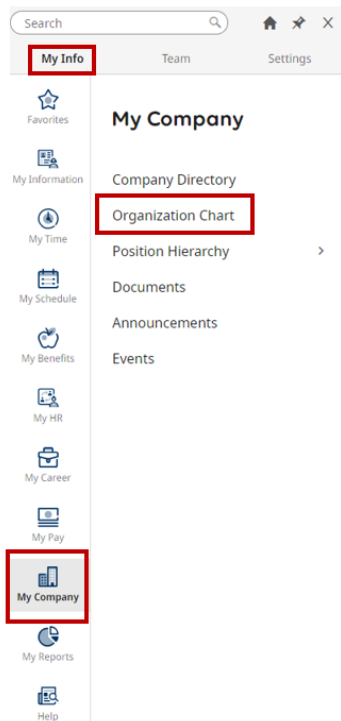 Search
X
My Info
Team
Settings
Favorites
My Information
My Time
My Schedule
My Benefits
My HR
My Career
My Pay
My Company
My Reports
Help
My Company
Company Directory
Organization Chart
Position Hierarchy
Documents
Announcements
Events